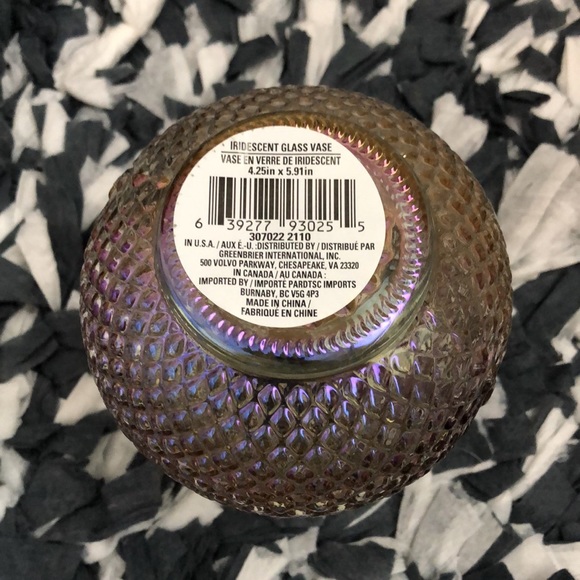 IRIDESCENT GLASS VASE
VASE EN VERRE DE IRIDESCENT
4.25in x 5.91in
6 39277 93025 5
307022 2110
IN U.S.A. / AUX É.-U. :DISTRIBUTED BY / DISTRIBUÉ PAR
GREENBRIER INTERNATIONAL, INC.
500 VOLVO PARKWAY, CHESAPEAKE, VA 23320
IN CANADA / AU CANADA :
IMPORTED BY / IMPORTÉ PARDTSC IMPORTS
BURNABY, BC V5G 4P3
MADE IN CHINA /
FABRIQUÉ EN CHINE